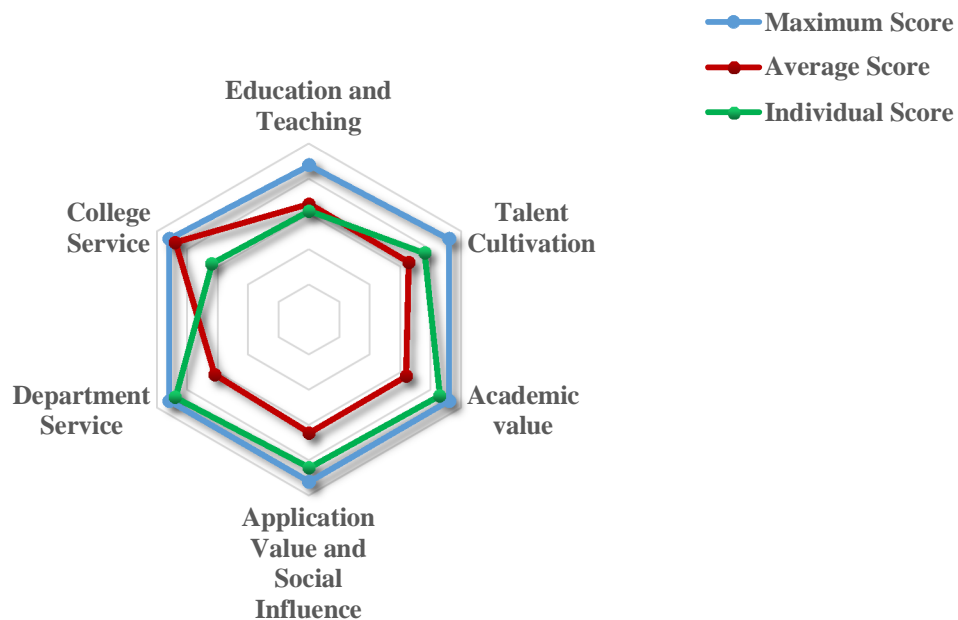 Maximum Score
Average Score
Individual Score
Education and
Teaching
College
Service
Talent
Cultivation
Department
Service
Academic
value
Application
Value and
Social
Influence